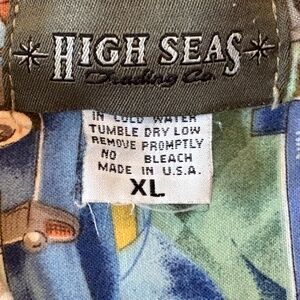 HIGH SEAS
Trading Co.
IN COLD WATER
TUMBLE DRY LOW
REMOVE PROMPTLY
NO BLEACH
MADE IN U.S.A.
XL